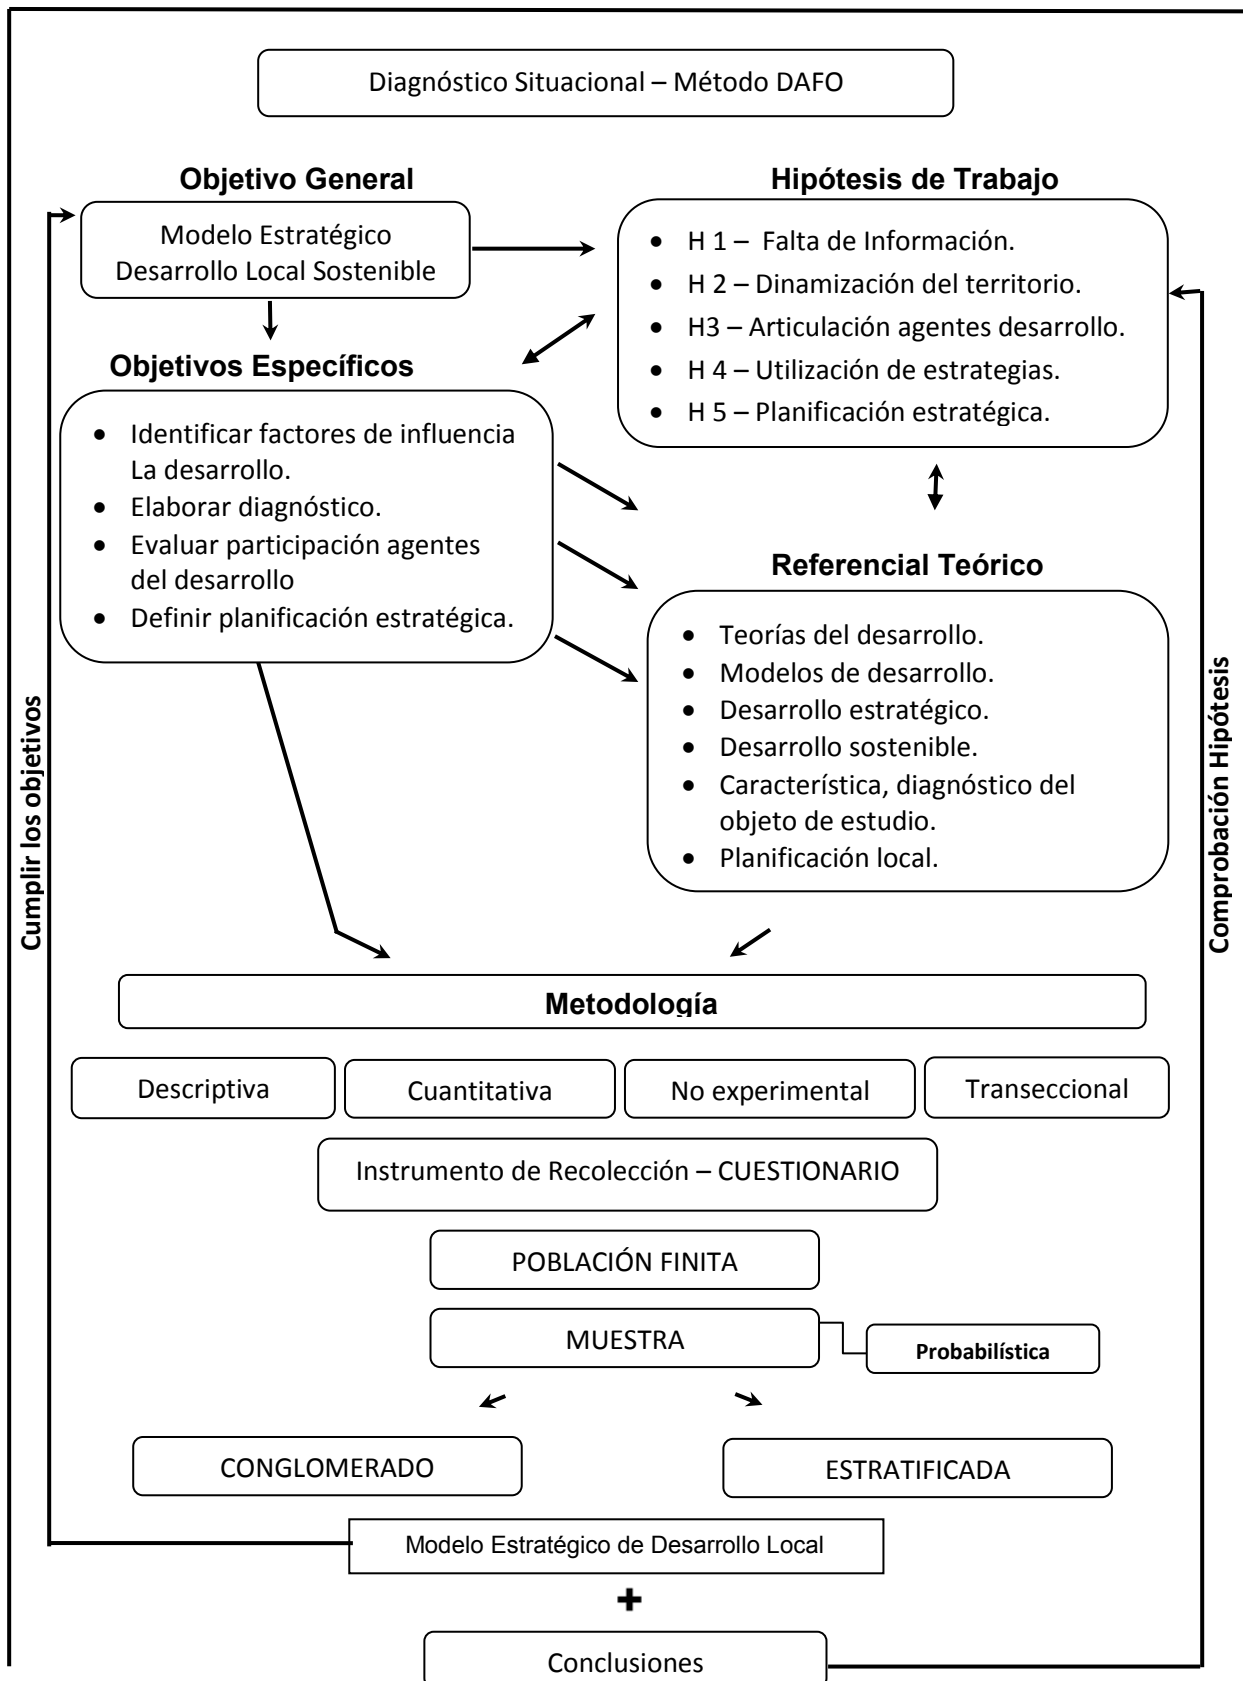 Diagnóstico Situacional – Método DAFO
Objetivo General
Modelo Estratégico
Desarrollo Local Sostenible
Hipótesis de Trabajo
• H 1 – Falta de Información.
• H 2 – Dinamización del territorio.
• H3 – Articulación agentes desarrollo.
• H 4 – Utilización de estrategias.
• H 5 – Planificación estratégica.
Objetivos Específicos
• Identificar factores de influencia
La desarrollo.
• Elaborar diagnóstico.
• Evaluar participación agentes
del desarrollo
• Definir planificación estratégica.
Referencial Teórico
• Teorías del desarrollo.
• Modelos de desarrollo.
• Desarrollo estratégico.
• Desarrollo sostenible.
• Característica, diagnóstico del
objeto de estudio.
• Planificación local.
Cumplir los objetivos
Comprobación Hipótesis
Metodología
Descriptiva
Cuantitativa
No experimental
Transeccional
Instrumento de Recolección – CUESTIONARIO
POBLACIÓN FINITA
MUESTRA
Probabilística
CONGLOMERADO
ESTRATIFICADA
Modelo Estratégico de Desarrollo Local
+
Conclusiones